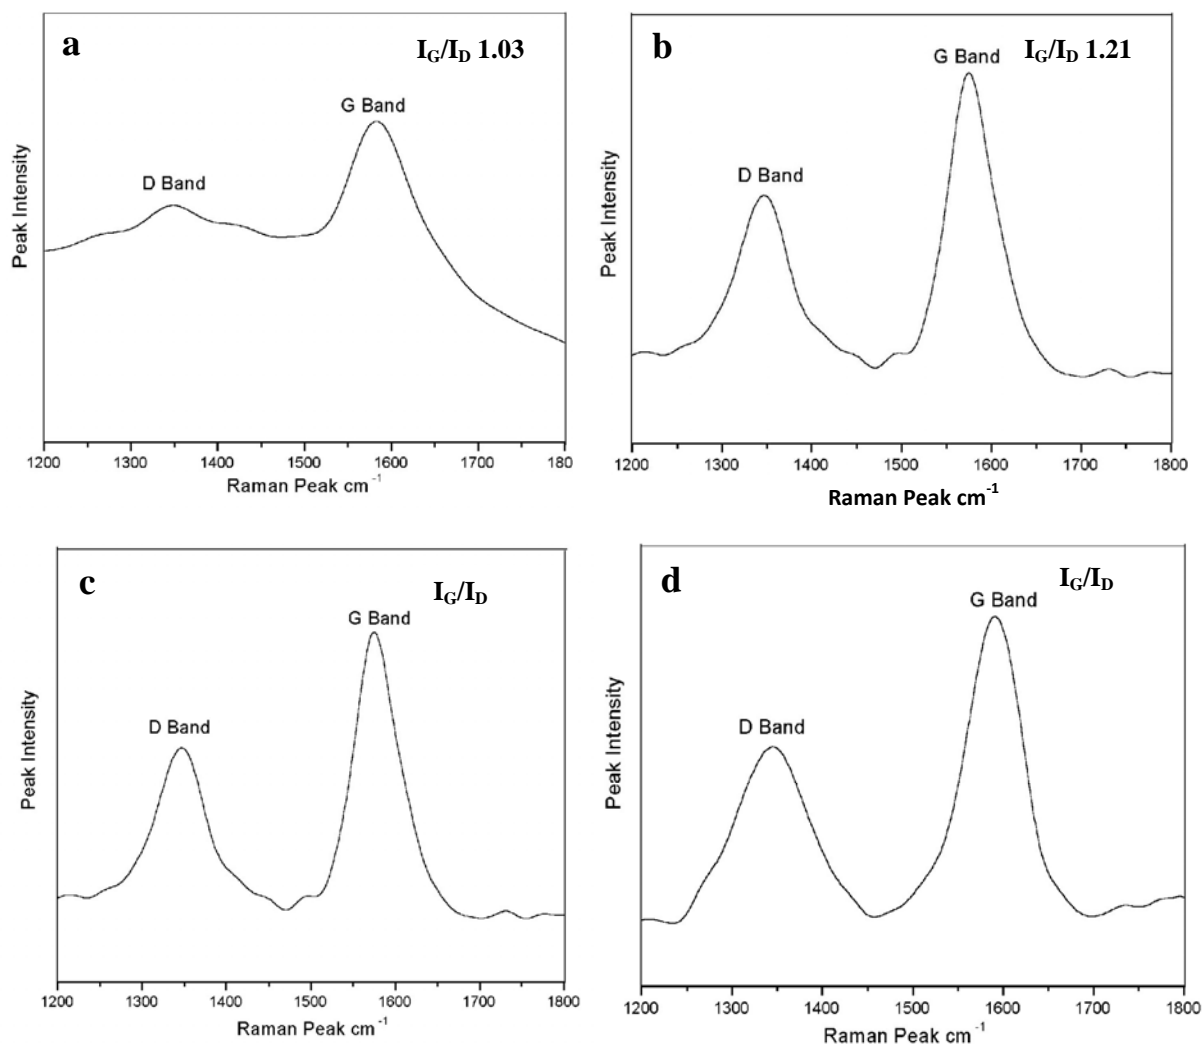 a
I_G/I_D 1.03
G Band
D Band
Peak Intensity
1200 1300 1400 1500 1600 1700 180
Raman Peak cm⁻¹
b
I_G/I_D 1.21
G Band
D Band
Peak Intensity
1200 1300 1400 1500 1600 1700 1800
Raman Peak cm⁻¹
c
I_G/I_D
G Band
D Band
Peak Intensity
1200 1300 1400 1500 1600 1700 1800
Raman Peak cm⁻¹
d
I_G/I_D
G Band
D Band
Peak Intensity
1200 1300 1400 1500 1600 1700 1800
Raman Peak cm⁻¹